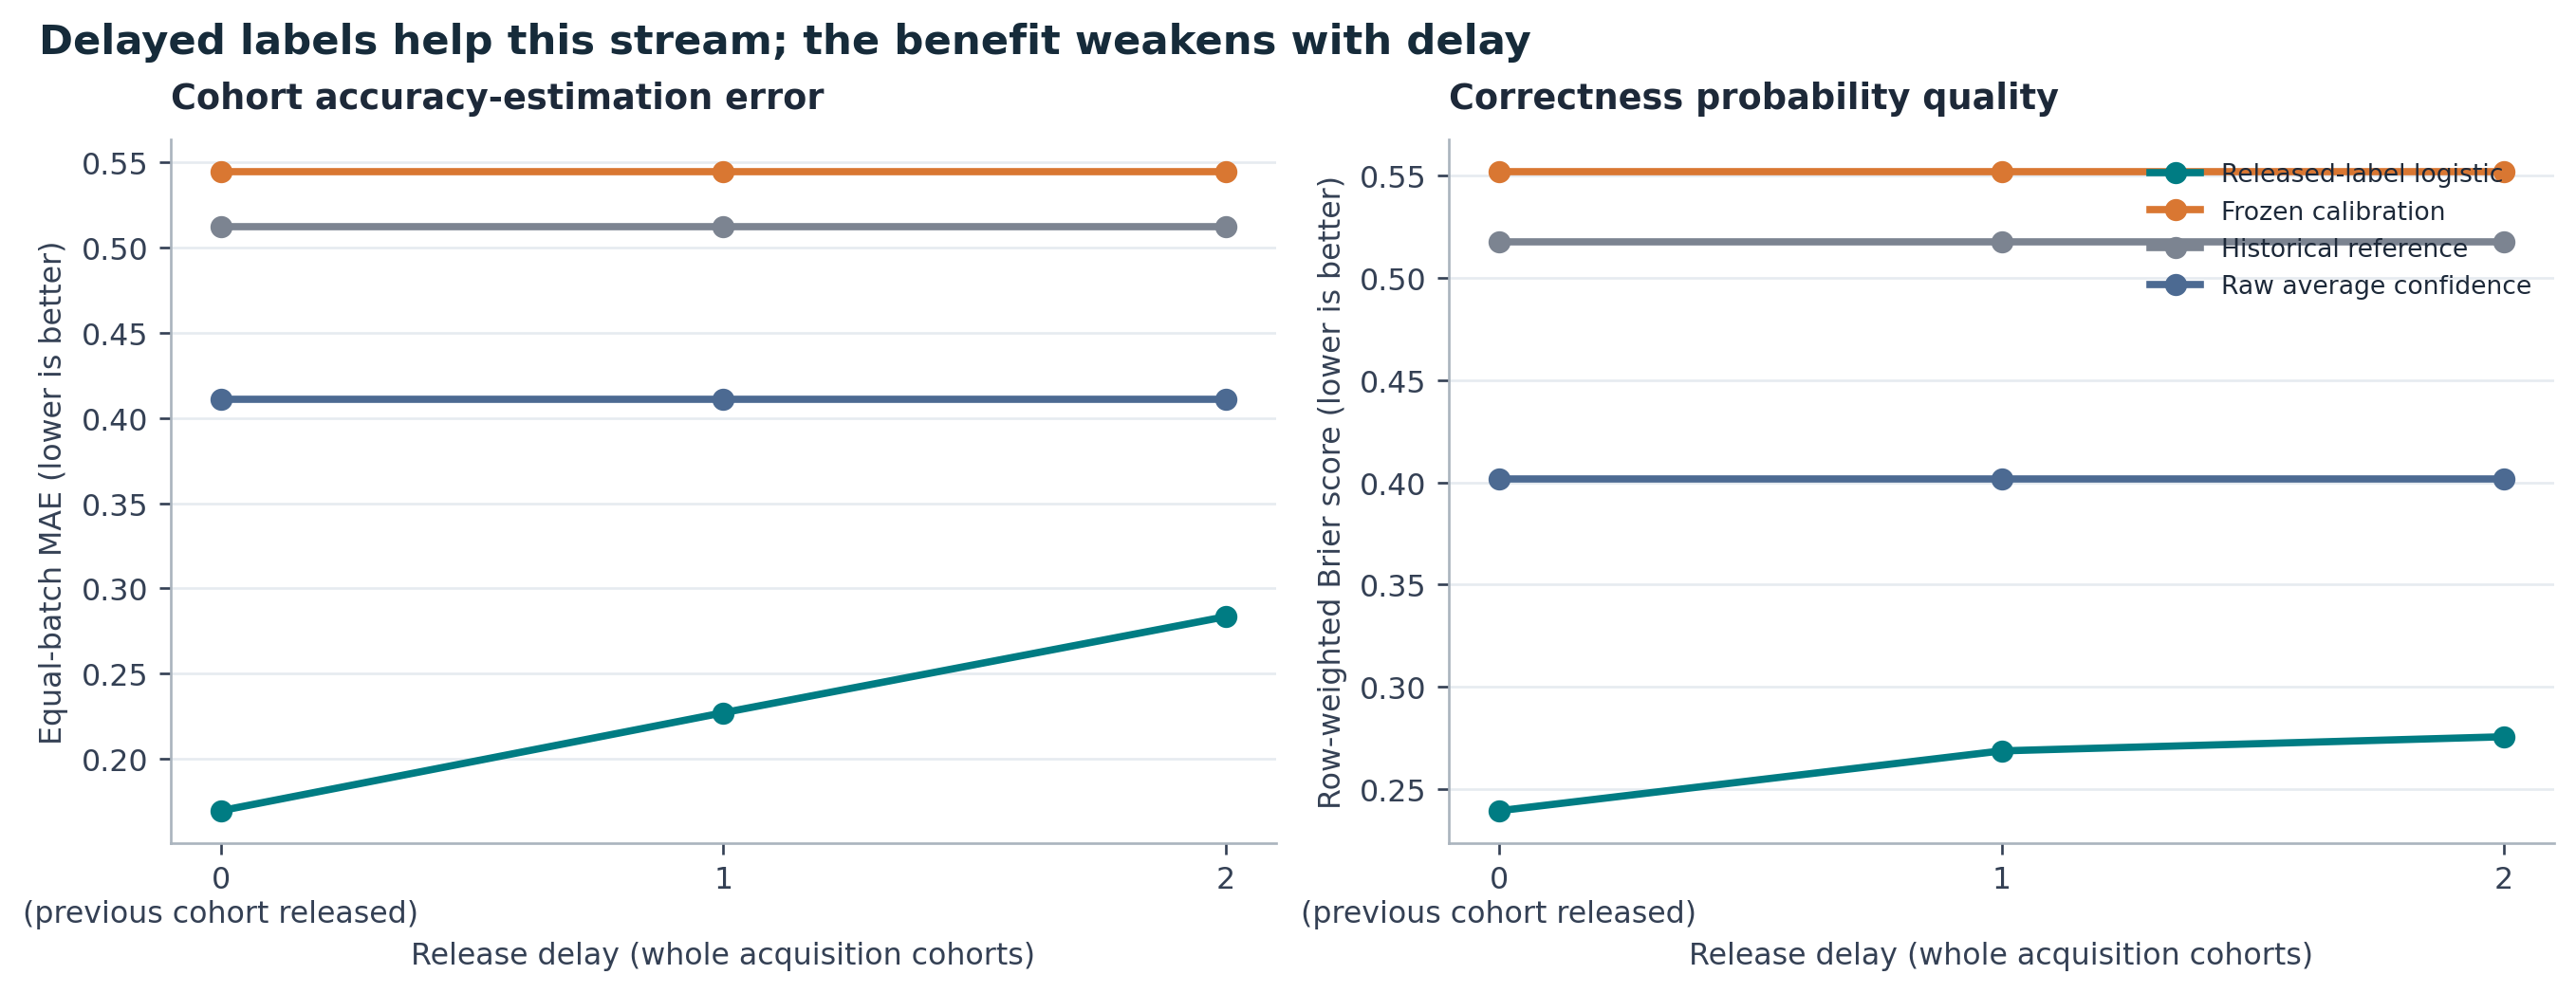 Delayed labels help this stream; the benefit weakens with delay
Cohort accuracy-estimation error
Equal-batch MAE (lower is better)
0.55
0.50
0.45
0.40
0.35
0.30
0.25
0.20
0
(previous cohort released)
1
2
Release delay (whole acquisition cohorts)
Correctness probability quality
Row-weighted Brier score (lower is better)
0.55
0.50
0.45
0.40
0.35
0.30
0.25
Released-label logistic
Frozen calibration
Historical reference
Raw average confidence
0
(previous cohort released)
1
2
Release delay (whole acquisition cohorts)